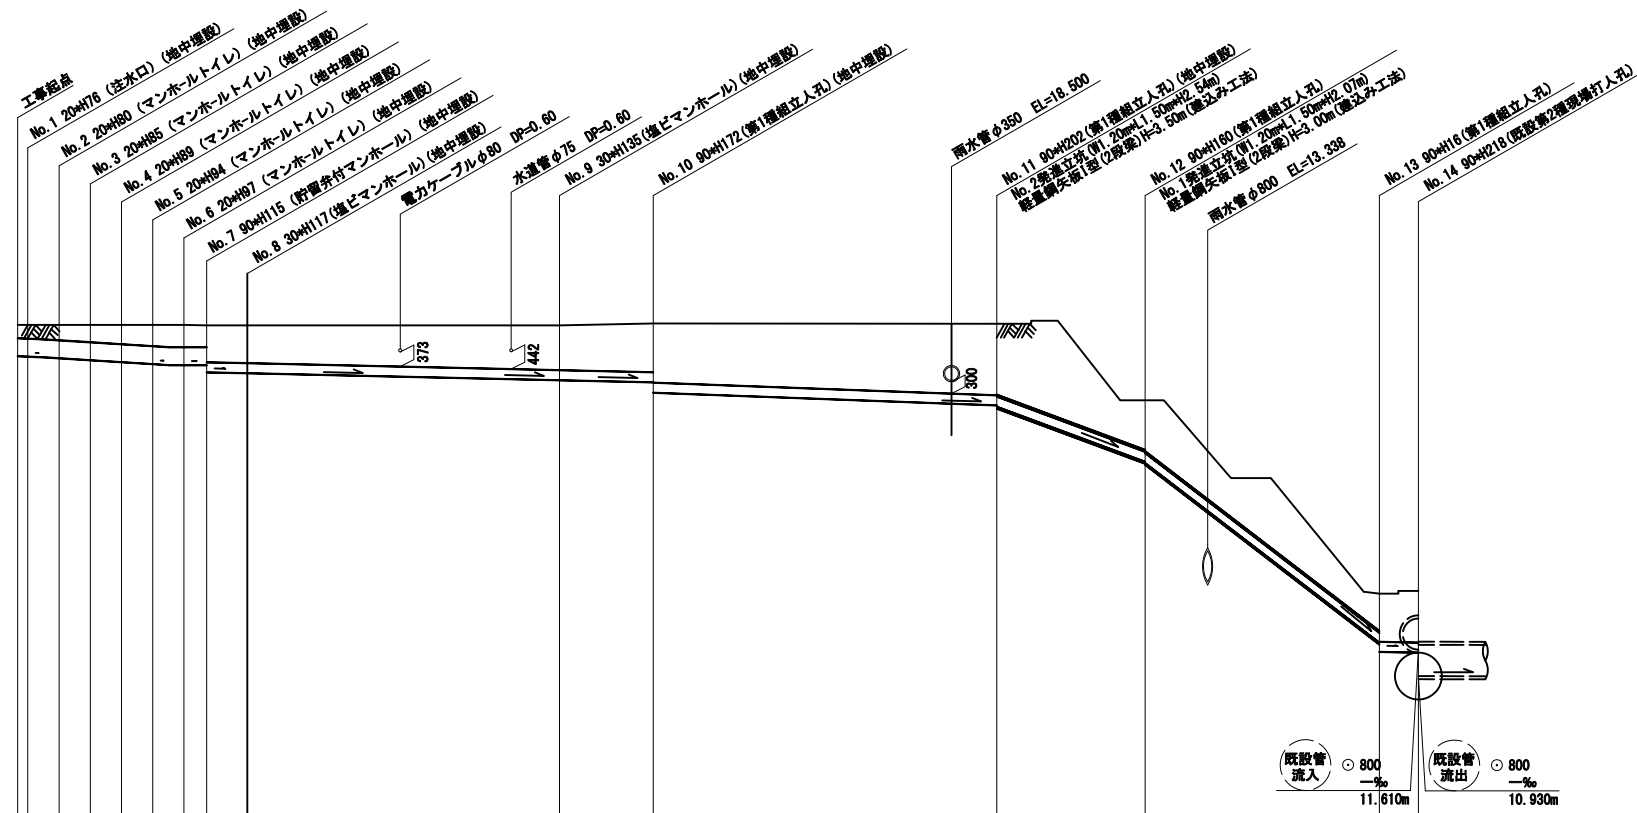 工事起点
No.1 20*H76 (注水口) (地中埋設)
No.2 20*H80 (マンホールトイレ) (地中埋設)
No.3 20*H85 (マンホールトイレ) (地中埋設)
No.4 20*H89 (マンホールトイレ) (地中埋設)
No.5 20*H94 (マンホールトイレ) (地中埋設)
No.6 20*H97 (マンホールトイレ) (地中埋設)
No.7 90*H115 (貯留弁付マンホール) (地中埋設)
No.8 30*H117(塩ビマンホール)(地中埋設)
電力ケーブルφ80 DP=0.60
水道管φ75 DP=0.60
No.9 30*H135(塩ビマンホール)(地中埋設)
No.10 90*H172(第1種組立人孔)(地中埋設)
雨水管φ350 EL=18.500
No.11 90*H202(第1種組立人孔)(地中埋設)
No.2発進立坑(W1.20m*L1.50m*H2.54m)
軽量鋼矢板Ⅰ型(2段梁)H=3.50m(建込み工法)
No.12 90*H160(第1種組立人孔)
No.1発進立坑(W1.20m*L1.50m*H2.07m)
軽量鋼矢板Ⅰ型(2段梁)H=3.00m(建込み工法)
雨水管φ800 EL=13.338
No.13 90*H16(第1種組立人孔)
No.14 90*H218(既設第2種現場打人孔)
373
442
300
既設管
流入
⊙ 800
―‰
11.610m
既設管
流出
⊙ 800
―‰
10.930m